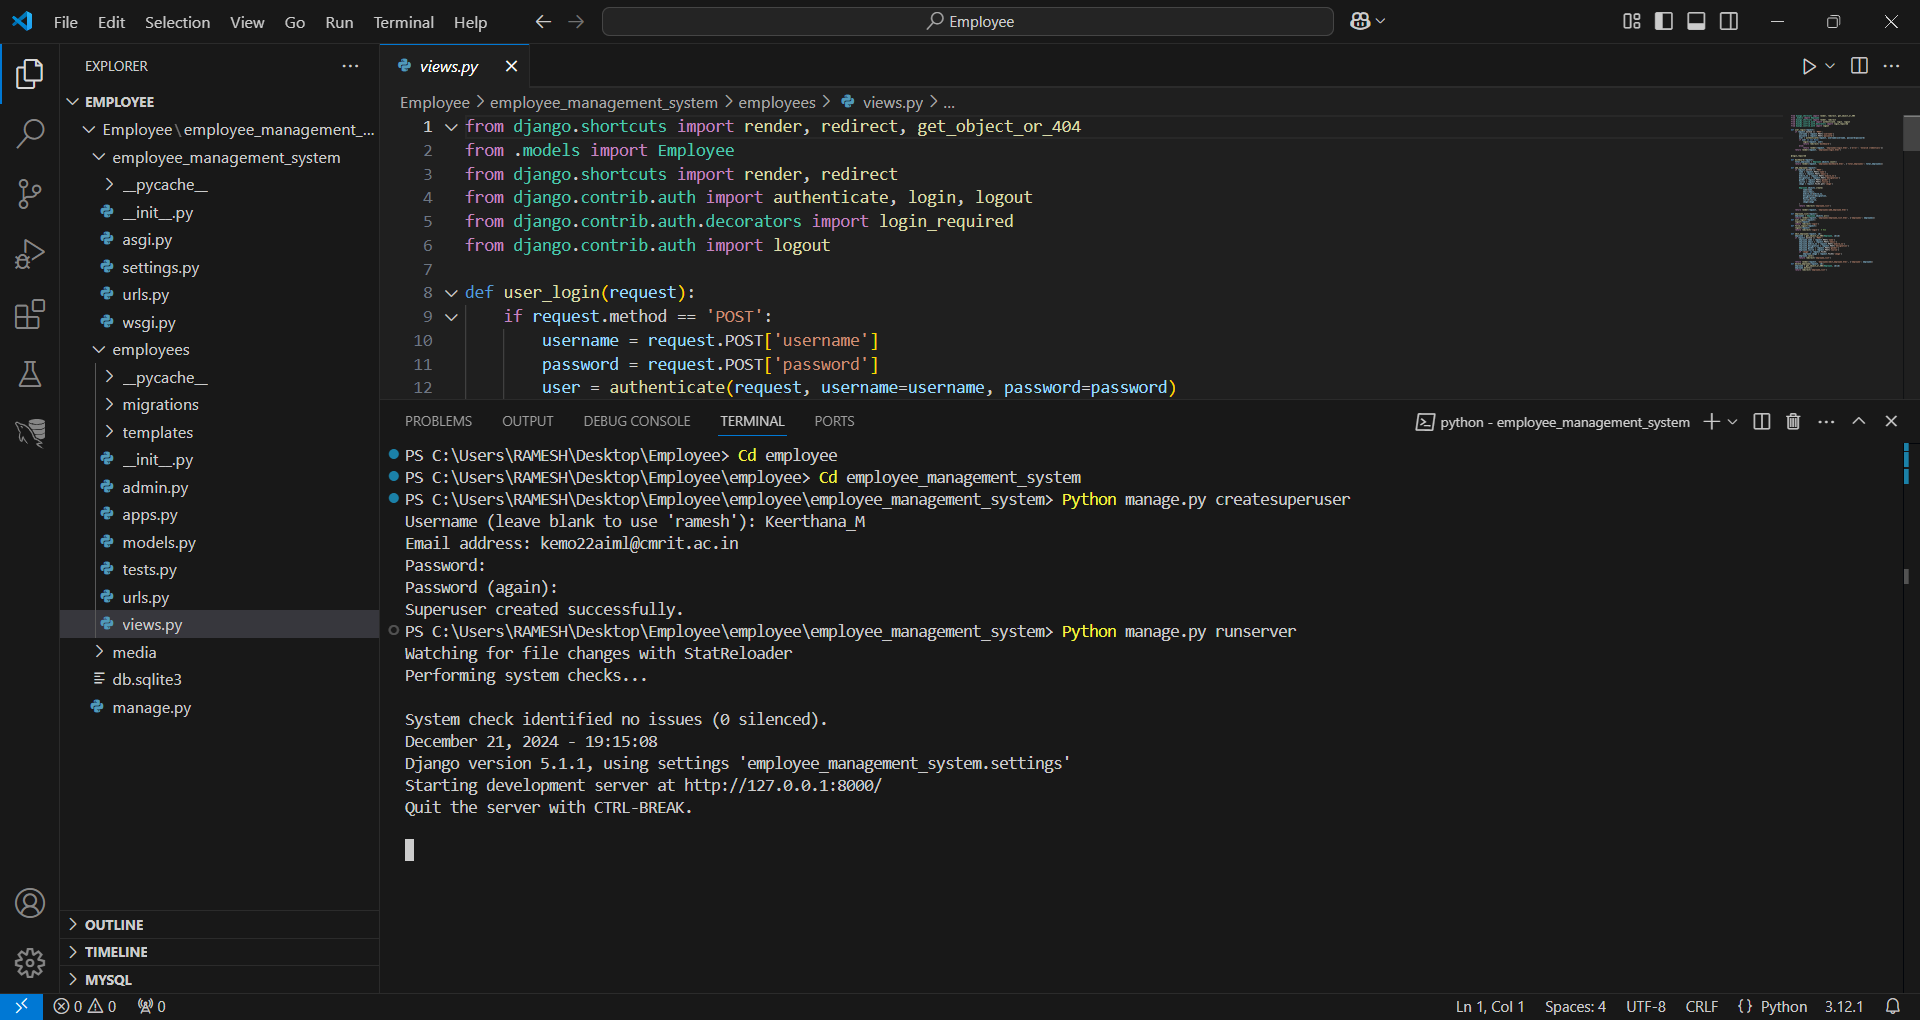 File Edit Selection View Go Run Terminal Help
Employee
EXPLORER
EMPLOYEE
Employee\employee_management_...
employee_management_system
__pycache__
__init__.py
asgi.py
settings.py
urls.py
wsgi.py
employees
__pycache__
migrations
templates
__init__.py
admin.py
apps.py
models.py
tests.py
urls.py
views.py
media
db.sqlite3
manage.py
OUTLINE
TIMELINE
MYSQL
views.py
Employee > employee_management_system > employees > views.py > ...
1 from django.shortcuts import render, redirect, get_object_or_404
2 from .models import Employee
3 from django.shortcuts import render, redirect
4 from django.contrib.auth import authenticate, login, logout
5 from django.contrib.auth.decorators import login_required
6 from django.contrib.auth import logout
7
8 def user_login(request):
9 if request.method == 'POST':
10 username = request.POST['username']
11 password = request.POST['password']
12 user = authenticate(request, username=username, password=password)
PROBLEMS OUTPUT DEBUG CONSOLE TERMINAL PORTS
python - employee_management_system
PS C:\Users\RAMESH\Desktop\Employee> Cd employee
PS C:\Users\RAMESH\Desktop\Employee\employee> Cd employee_management_system
PS C:\Users\RAMESH\Desktop\Employee\employee\employee_management_system> Python manage.py createsuperuser
Username (leave blank to use 'ramesh'): Keerthana_M
Email address: kemo22aiml@cmrit.ac.in
Password:
Password (again):
Superuser created successfully.
PS C:\Users\RAMESH\Desktop\Employee\employee\employee_management_system> Python manage.py runserver
Watching for file changes with StatReloader
Performing system checks...
System check identified no issues (0 silenced).
December 21, 2024 - 19:15:08
Django version 5.1.1, using settings 'employee_management_system.settings'
Starting development server at http://127.0.0.1:8000/
Quit the server with CTRL-BREAK.
0 0 0
Ln 1, Col 1 Spaces: 4 UTF-8 CRLF {} Python 3.12.1